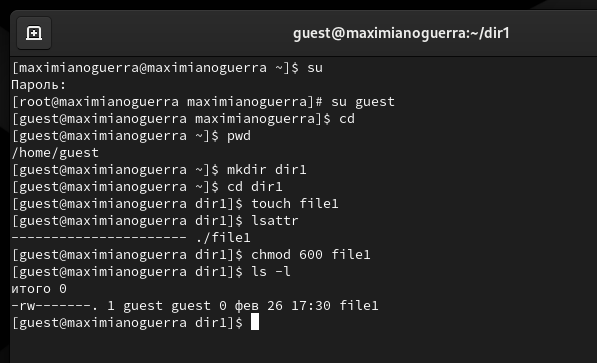 guest@maximianoguerra:~/dir1
[maximianoguerra@maximianoguerra ~]$ su
Пароль:
[root@maximianoguerra maximianoguerra]# su guest
[guest@maximianoguerra maximianoguerra]$ cd
[guest@maximianoguerra ~]$ pwd
/home/guest
[guest@maximianoguerra ~]$ mkdir dir1
[guest@maximianoguerra ~]$ cd dir1
[guest@maximianoguerra dir1]$ touch file1
[guest@maximianoguerra dir1]$ lsattr
---------------------- ./file1
[guest@maximianoguerra dir1]$ chmod 600 file1
[guest@maximianoguerra dir1]$ ls -l
итого 0
-rw-------. 1 guest guest 0 фев 26 17:30 file1
[guest@maximianoguerra dir1]$